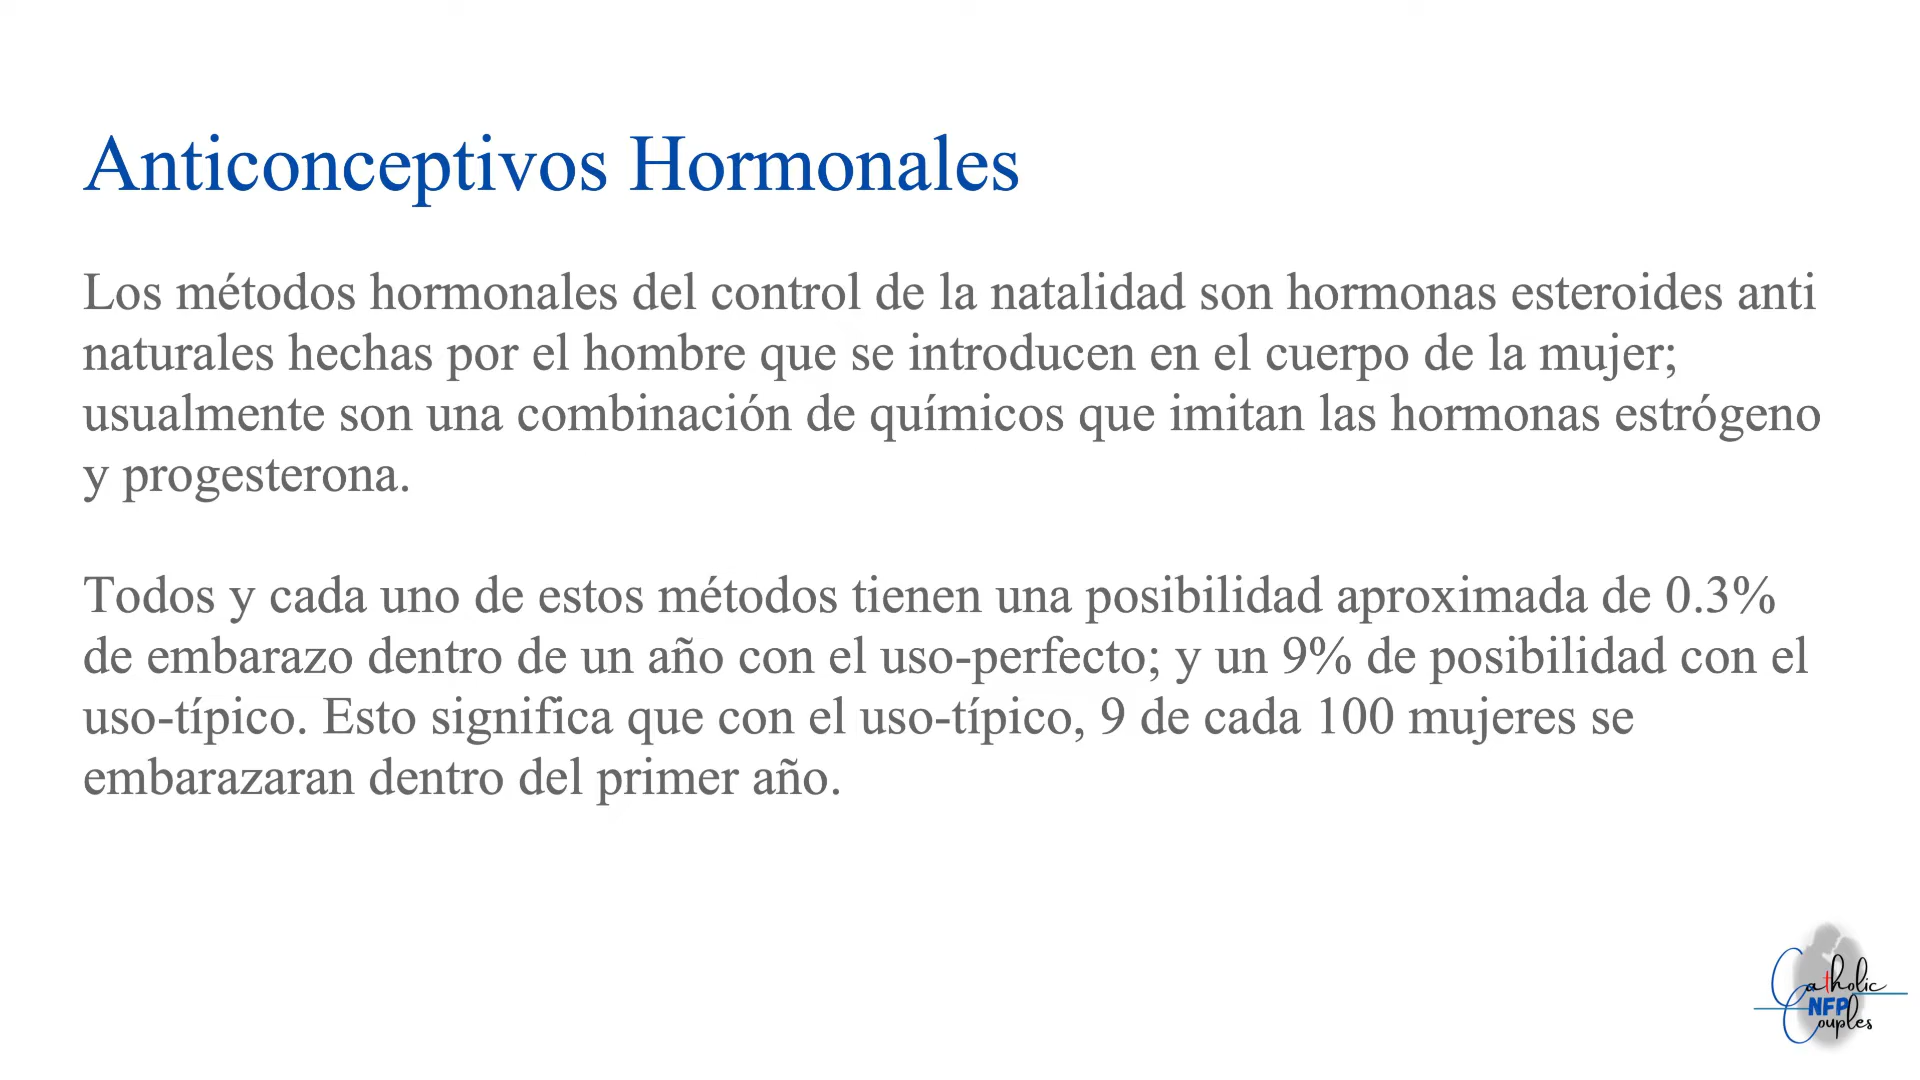 Anticonceptivos Hormonales
Los métodos hormonales del control de la natalidad son hormonas esteroides anti
naturales hechas por el hombre que se introducen en el cuerpo de la mujer;
usualmente son una combinación de químicos que imitan las hormonas estrógeno
y progesterona.
Todos y cada uno de estos métodos tienen una posibilidad aproximada de 0.3%
de embarazo dentro de un año con el uso-perfecto; y un 9% de posibilidad con el
uso-típico. Esto significa que con el uso-típico, 9 de cada 100 mujeres se
embarazaran dentro del primer año.
Catholic
NFP
Couples